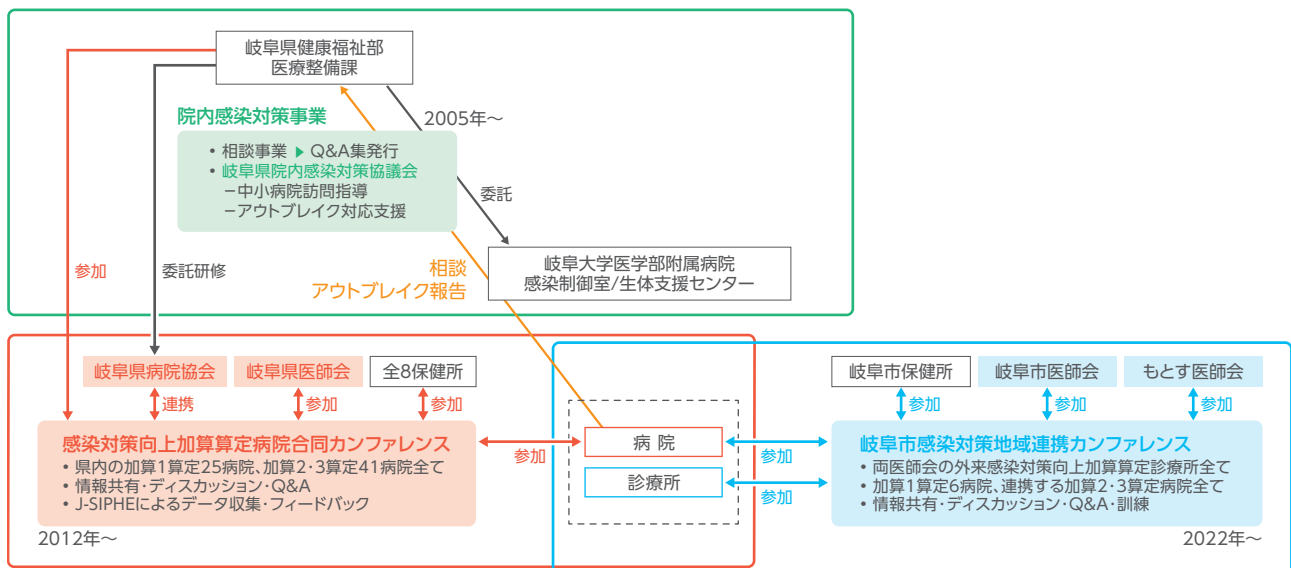 岐阜県健康福祉部
医療整備課
院内感染対策事業
2005年～
• 相談事業 ▶ Q&A集発行
• 岐阜県院内感染対策協議会
－中小病院訪問指導
－アウトブレイク対応支援
委託
参加
委託研修
相談
アウトブレイク報告
岐阜大学医学部附属病院
感染制御室/生体支援センター
岐阜県病院協会
岐阜県医師会
全8保健所
連携
参加
参加
感染対策向上加算算定病院合同カンファレンス
• 県内の加算1算定25病院、加算2・3算定41病院全て
• 情報共有・ディスカッション・Q&A
• J-SIPHEによるデータ収集・フィードバック
2012年～
参加
病 院
診療所
参加
参加
岐阜市保健所
岐阜市医師会
もとす医師会
参加
参加
参加
岐阜市感染対策地域連携カンファレンス
• 両医師会の外来感染対策向上加算算定診療所全て
• 加算1算定6病院、連携する加算2・3算定病院全て
• 情報共有・ディスカッション・Q&A・訓練
2022年～